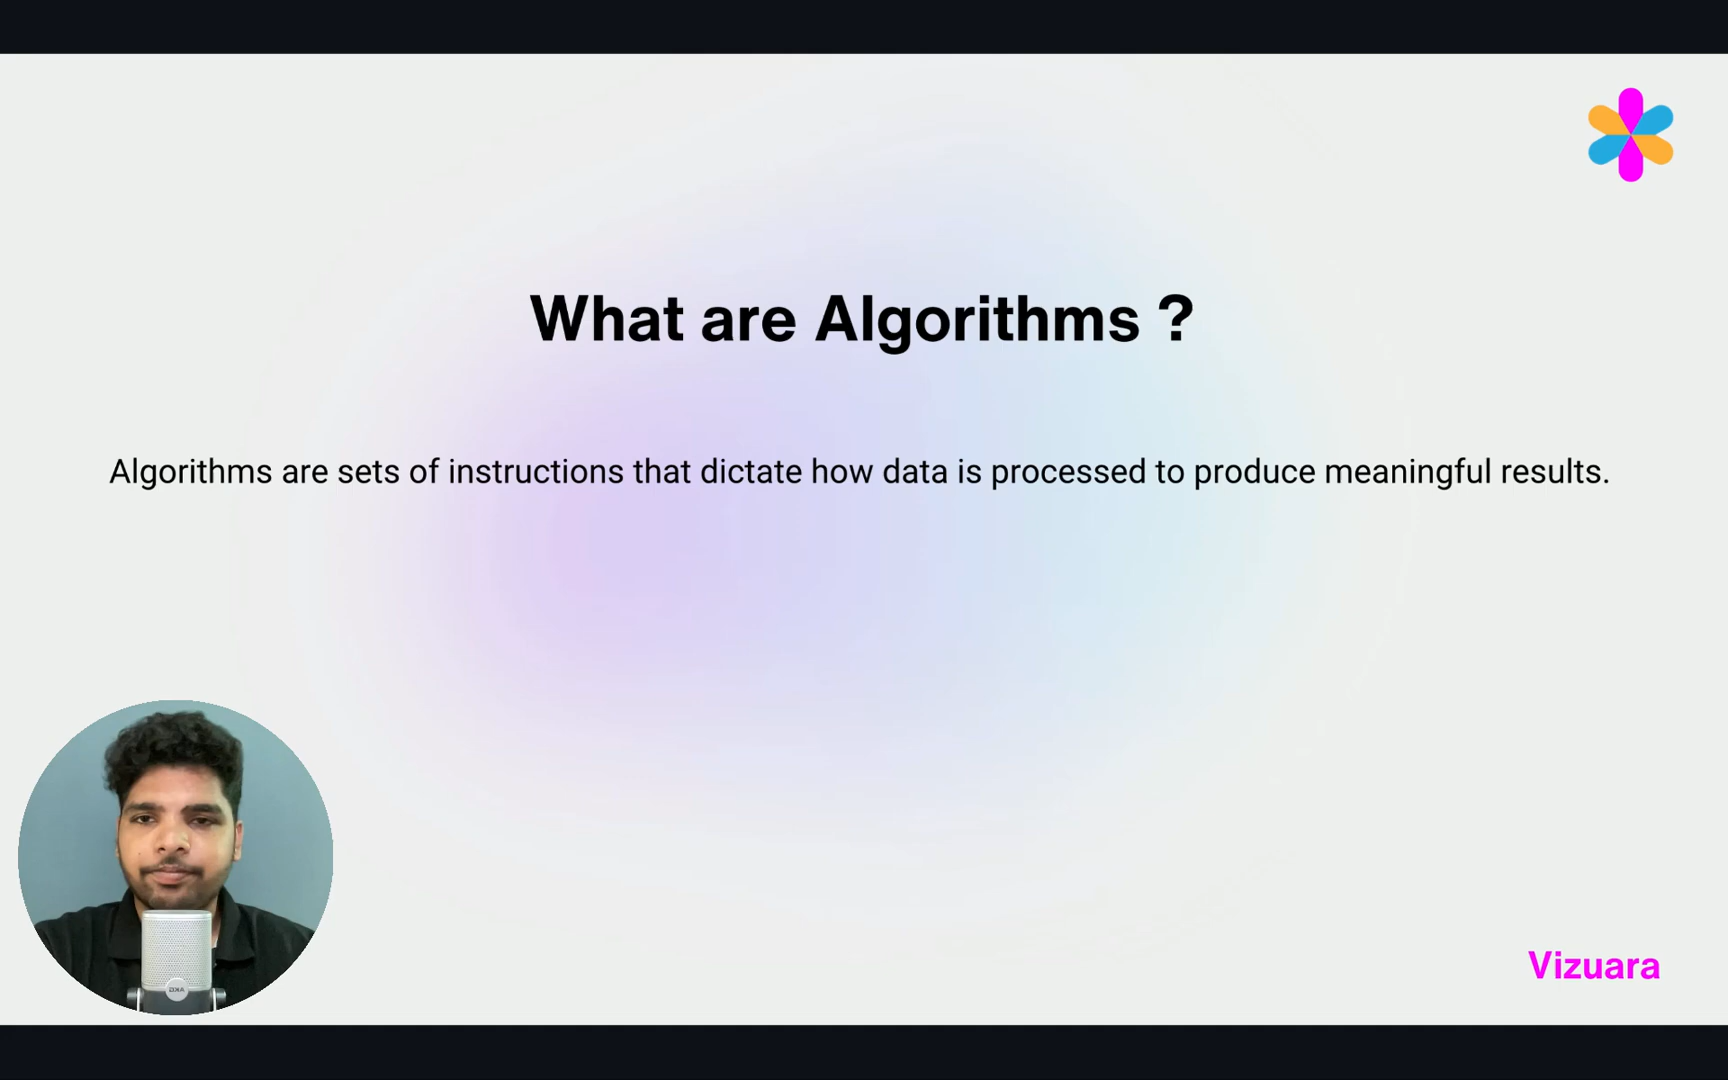 What are Algorithms ?
Algorithms are sets of instructions that dictate how data is processed to produce meaningful results.
Vizuara